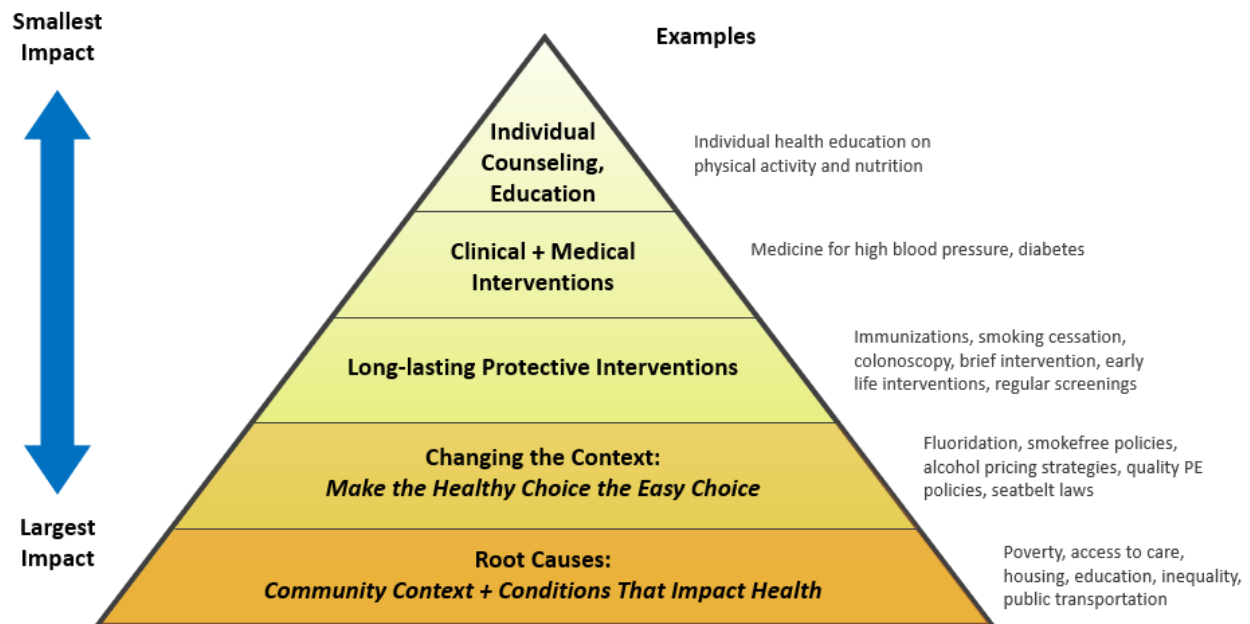 Smallest
Impact
Examples
Individual
Counseling,
Education
Individual health education on
physical activity and nutrition
Clinical + Medical
Interventions
Medicine for high blood pressure, diabetes
Long-lasting Protective Interventions
Immunizations, smoking cessation,
colonoscopy, brief intervention, early
life interventions, regular screenings
Changing the Context:
Make the Healthy Choice the Easy Choice
Fluoridation, smokefree policies,
alcohol pricing strategies, quality PE
policies, seatbelt laws
Largest
Impact
Root Causes:
Community Context + Conditions That Impact Health
Poverty, access to care,
housing, education, inequality,
public transportation